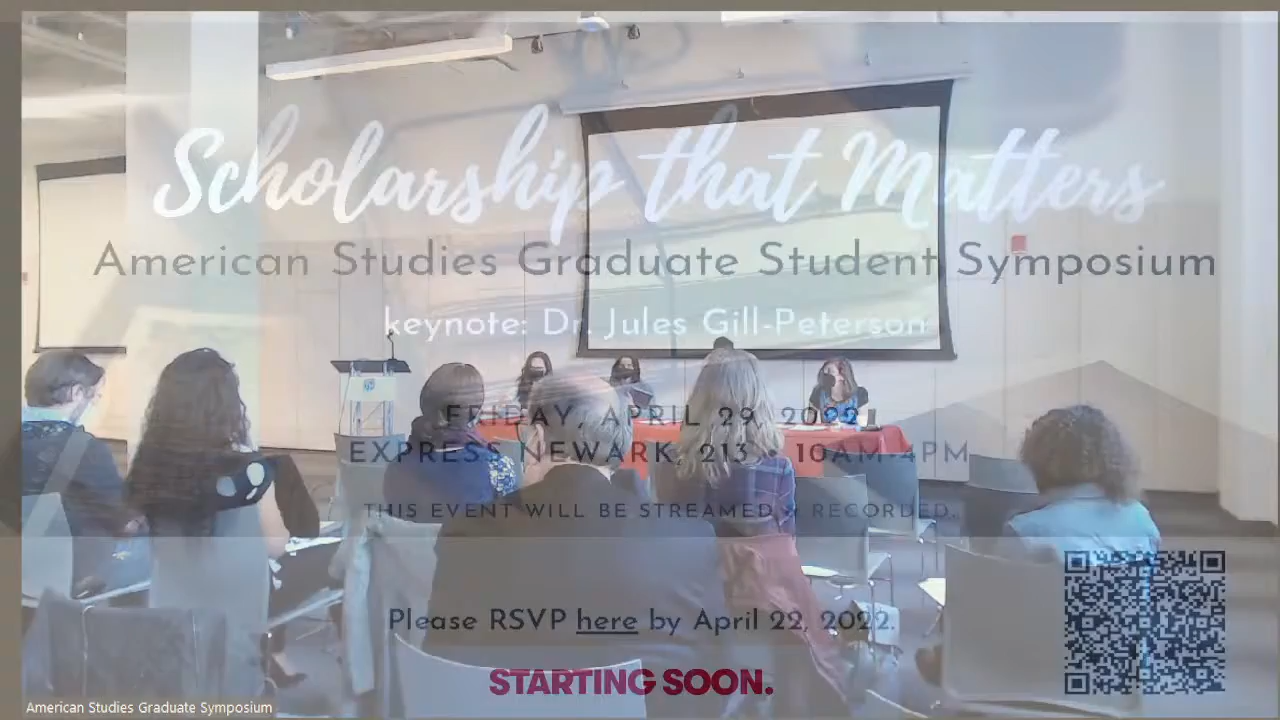 Scholarship that Matters
American Studies Graduate Student Symposium
keynote: Dr. Jules Gill-Peterson
FRIDAY, APRIL 29, 2022
EXPRESS NEWARK, 213 10AM-4PM
THIS EVENT WILL BE STREAMED & RECORDED.
Please RSVP here by April 22, 2022.
STARTING SOON.
American Studies Graduate Symposium